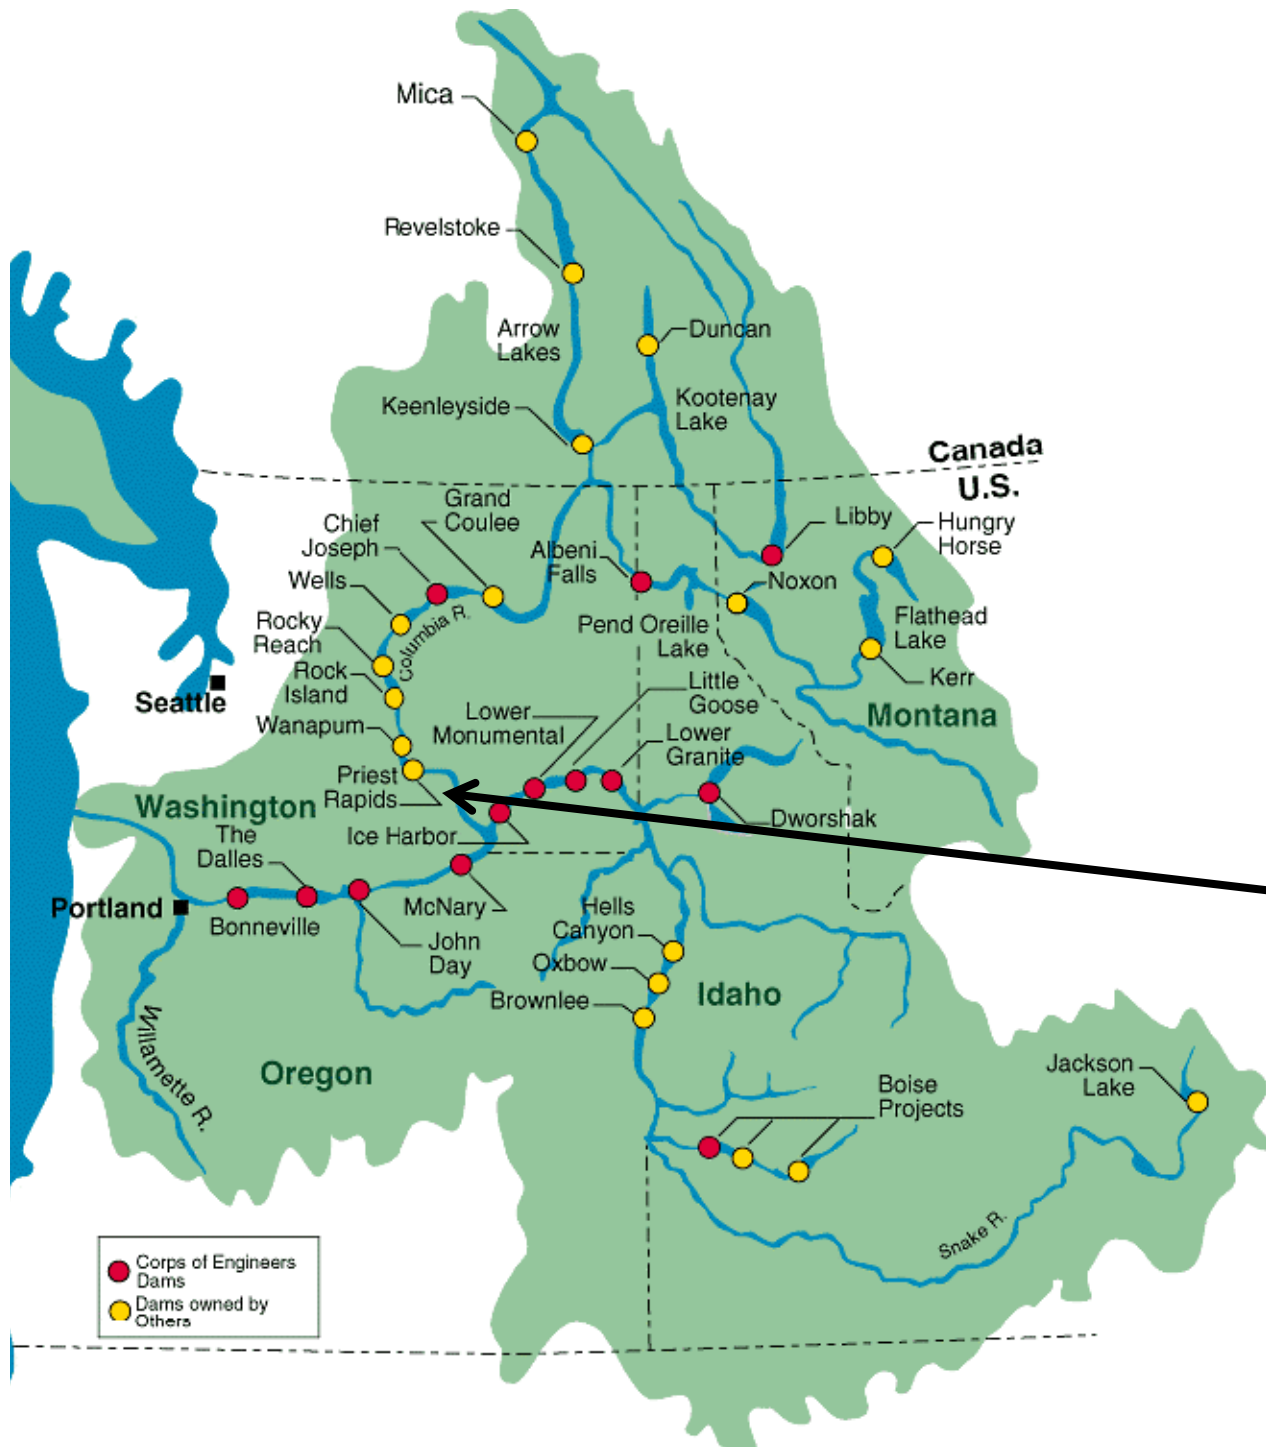 Mica
Revelstoke
Arrow
Lakes
Duncan
Keenleyside
Kootenay
Lake
Canada
U.S.
Grand
Coulee
Chief
Joseph
Libby
Hungry
Horse
Albeni
Falls
Wells
Noxon
Rocky
Reach
Columbia R.
Pend Oreille
Lake
Flathead
Lake
Rock
Island
Kerr
Seattle
Little
Goose
Wanapum
Lower
Monumental
Montana
Lower
Granite
Priest
Rapids
Washington
Dworshak
The
Dalles
Ice Harbor
Portland
Bonneville
McNary
Hells
Canyon
John
Day
Oxbow
Brownlee
Idaho
Willamette R.
Oregon
Jackson
Lake
Boise
Projects
Snake R.
Corps of Engineers
Dams
Dams owned by
Others